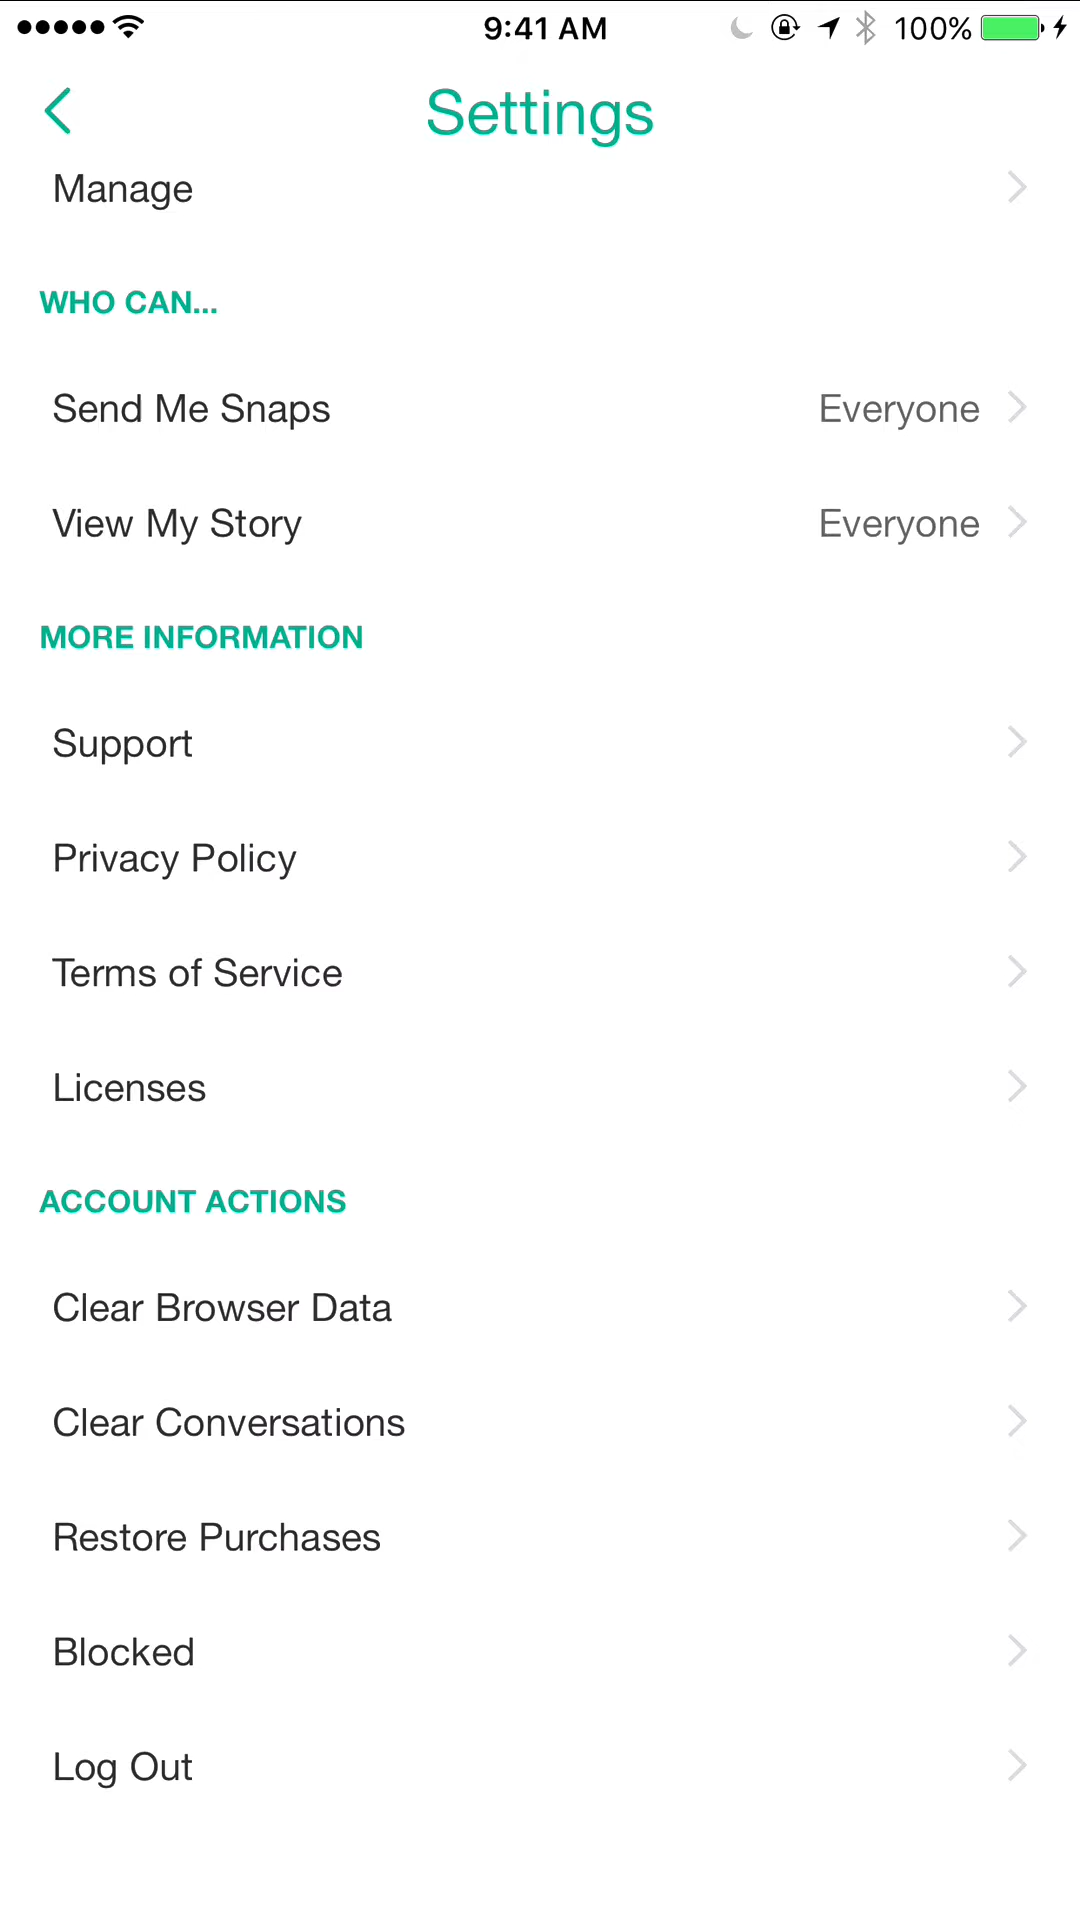 9:41 AM
100%
Settings
Manage
WHO CAN...
Send Me Snaps Everyone
View My Story Everyone
MORE INFORMATION
Support
Privacy Policy
Terms of Service
Licenses
ACCOUNT ACTIONS
Clear Browser Data
Clear Conversations
Restore Purchases
Blocked
Log Out